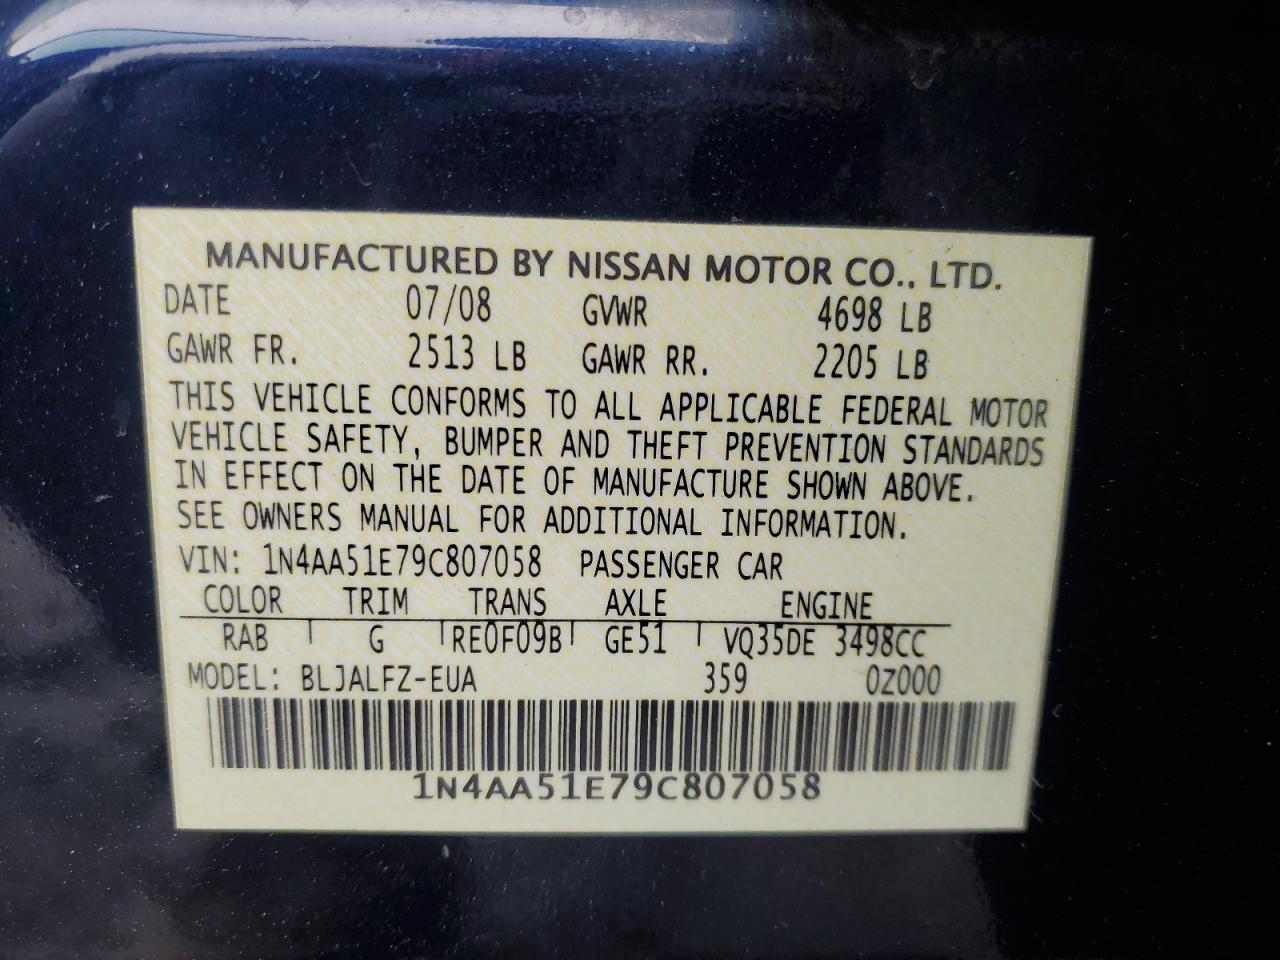 MANUFACTURED BY NISSAN MOTOR CO., LTD.
DATE 07/08 GVWR 4698 LB
GAWR FR. 2513 LB GAWR RR. 2205 LB
THIS VEHICLE CONFORMS TO ALL APPLICABLE FEDERAL MOTOR
VEHICLE SAFETY, BUMPER AND THEFT PREVENTION STANDARDS
IN EFFECT ON THE DATE OF MANUFACTURE SHOWN ABOVE.
SEE OWNERS MANUAL FOR ADDITIONAL INFORMATION.
VIN: 1N4AA51E79C807058 PASSENGER CAR
COLOR TRIM TRANS AXLE ENGINE
RAB G RE0F09B GE51 VQ35DE 3498CC
MODEL: BLJALFZ-EUA 359 0Z000
1N4AA51E79C807058